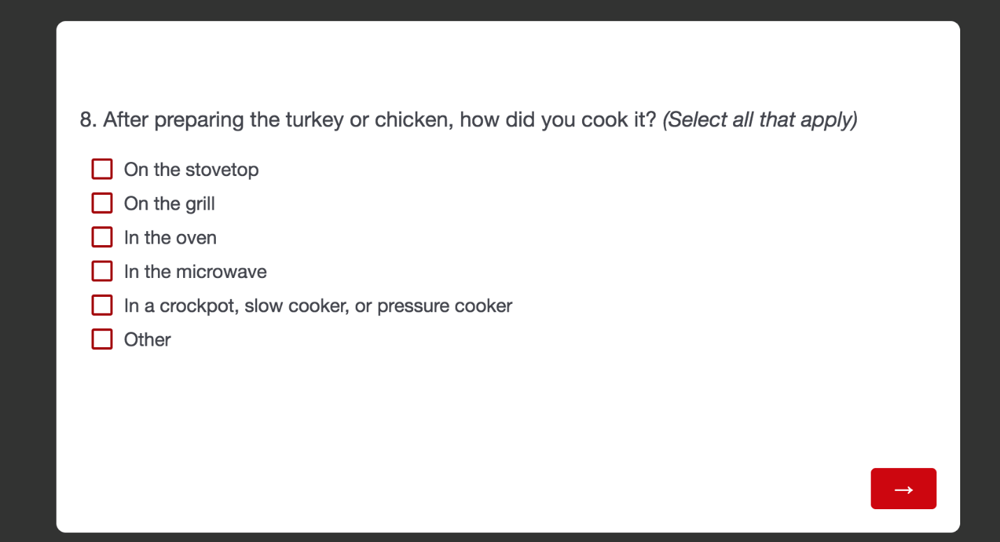 8. After preparing the turkey or chicken, how did you cook it? (Select all that apply)
On the stovetop
On the grill
In the oven
In the microwave
In a crockpot, slow cooker, or pressure cooker
Other
→